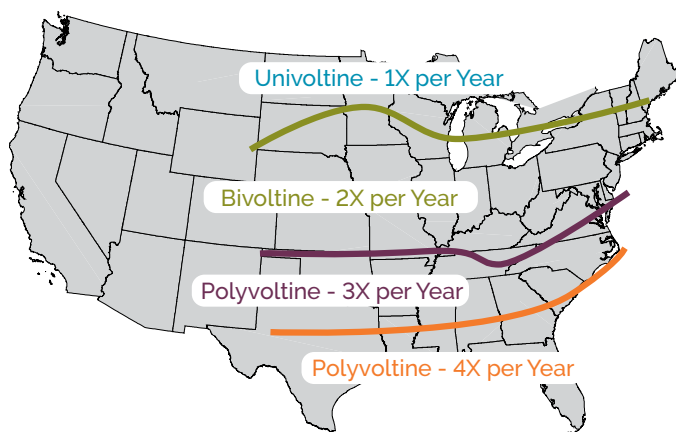 Univoltine - 1X per Year
Bivoltine - 2X per Year
Polyvoltine - 3X per Year
Polyvoltine - 4X per Year